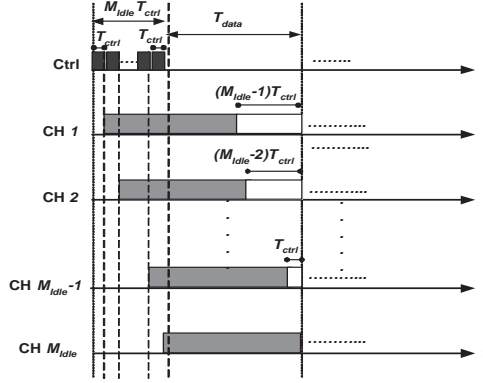 M_Idle T_ctrl
T_data
T_ctrl
T_ctrl
Ctrl
(M_Idle-1)T_ctrl
CH 1
(M_Idle-2)T_ctrl
CH 2
T_ctrl
CH M_Idle-1
CH M_Idle